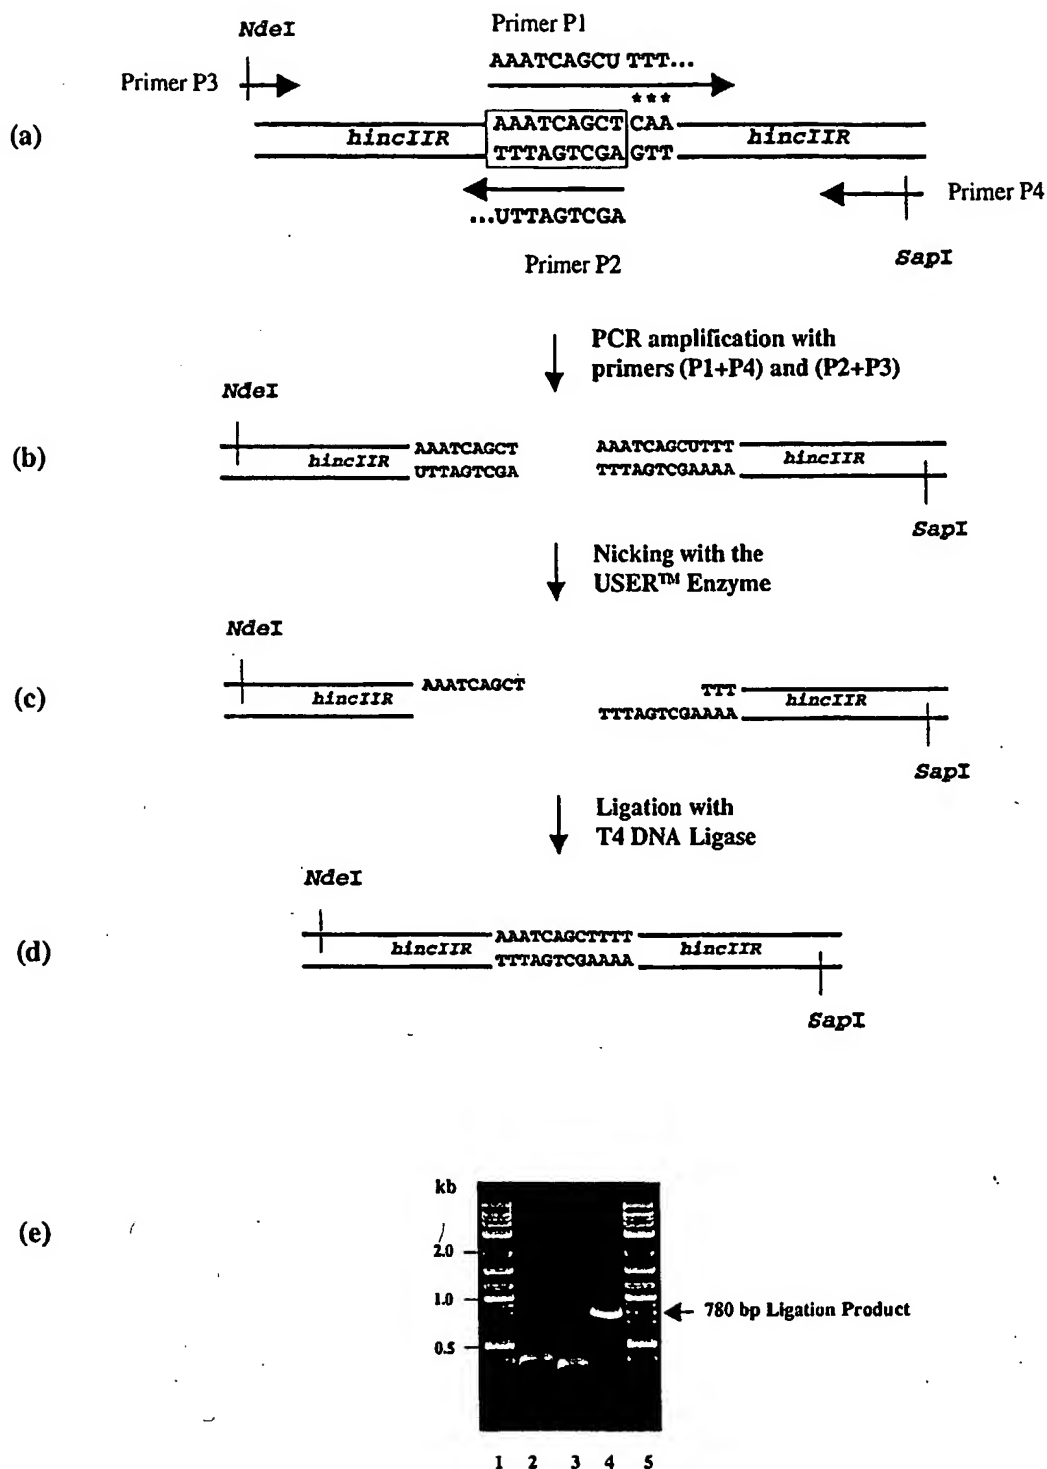 NdeI
Primer P1
AAATCAGCU TTT...
Primer P3
***
(a)
hincIIR
AAATCAGCT CAA
TTTAGTCGA GTT
hincIIR
Primer P4
...UTTAGTCGA
Primer P2
SapI
PCR amplification with
primers (P1+P4) and (P2+P3)
NdeI
(b)
hincIIR
AAATCAGCT
UTTAGTCGA
AAATCAGCUTTT
TTTAGTCGAAAA
hincIIR
SapI
Nicking with the
USER™ Enzyme
NdeI
(c)
hincIIR
AAATCAGCT
TTT
TTTAGTCGAAAA
hincIIR
SapI
Ligation with
T4 DNA Ligase
NdeI
(d)
hincIIR
AAATCAGCTTTT
TTTAGTCGAAAA
hincIIR
SapI
(e)
kb
2.0
1.0
0.5
780 bp Ligation Product
1 2 3 4 5